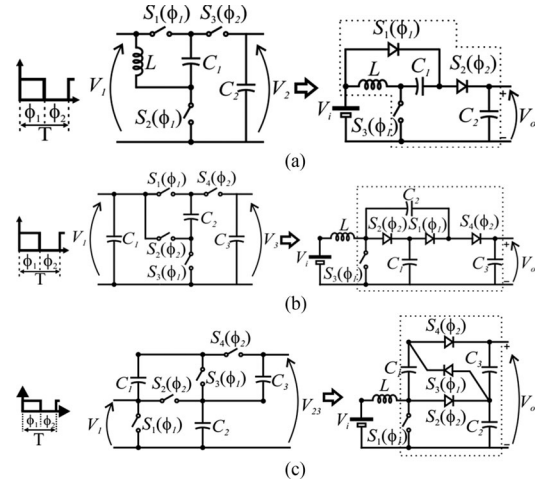 S₁(ϕ₁) S₃(ϕ₂)
L
C₁
V₁
S₂(ϕ₁)
C₂
V₂
ϕ₁ ϕ₂
T
S₁(ϕ₁)
L
C₁
S₂(ϕ₂)
Vᵢ
S₃(ϕ₁)
C₂
+
Vₒ
−
(a)
S₁(ϕ₁) S₄(ϕ₂)
V₁
C₁
C₂
S₂(ϕ₂)
S₃(ϕ₁)
C₃
V₃
ϕ₁ ϕ₂
T
C₂
L
S₂(ϕ₂) S₁(ϕ₁) S₄(ϕ₂)
Vᵢ
S₃(ϕ₁)
C₁
C₃
+
Vₒ
−
(b)
S₄(ϕ₂)
C₁
S₂(ϕ₂)
S₃(ϕ₁)
C₃
V₁
S₁(ϕ₁)
C₂
V₂₃
ϕ₁ ϕ₂
T
S₄(ϕ₂)
C₁
S₃(ϕ₁)
C₃
L
S₂(ϕ₂)
Vᵢ
S₁(ϕ₁)
C₂
+
Vₒ
−
(c)